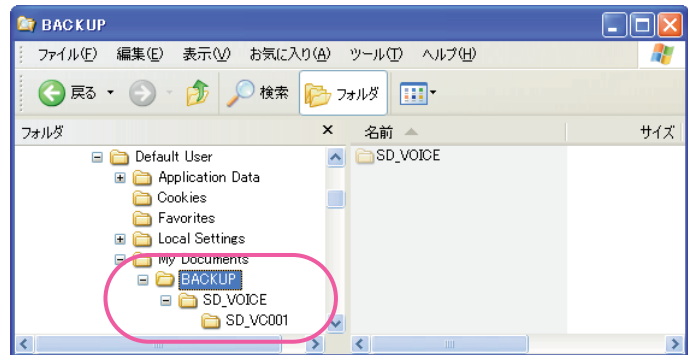 BACKUP
ファイル(F) 編集(E) 表示(V) お気に入り(A) ツール(T) ヘルプ(H)
戻る 検索 フォルダ
フォルダ × 名前 サイズ
Default User
Application Data
Cookies
Favorites
Local Settings
My Documents
BACKUP
SD_VOICE
SD_VC001
SD_VOICE